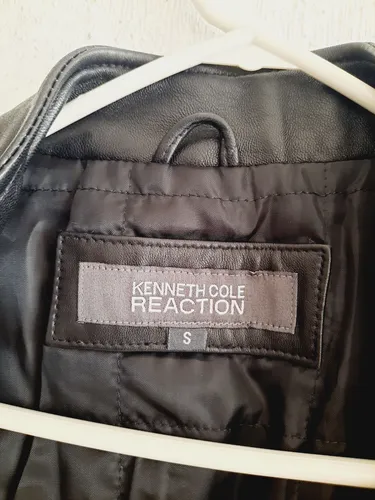 KENNETH COLE
REACTION
S